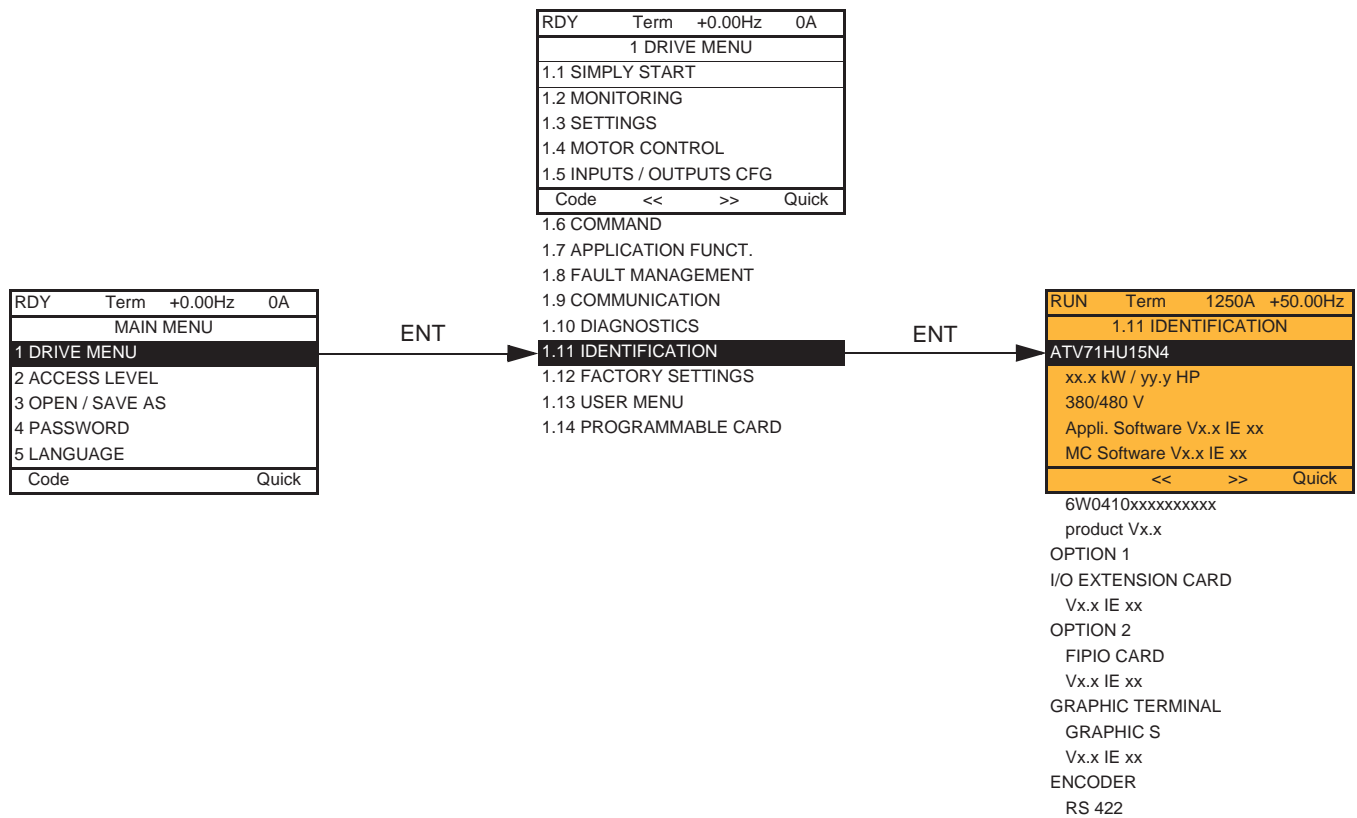 RDY Term +0.00Hz 0A
MAIN MENU
1 DRIVE MENU
2 ACCESS LEVEL
3 OPEN / SAVE AS
4 PASSWORD
5 LANGUAGE
Code Quick
ENT
RDY Term +0.00Hz 0A
1 DRIVE MENU
1.1 SIMPLY START
1.2 MONITORING
1.3 SETTINGS
1.4 MOTOR CONTROL
1.5 INPUTS / OUTPUTS CFG
Code << >> Quick
1.6 COMMAND
1.7 APPLICATION FUNCT.
1.8 FAULT MANAGEMENT
1.9 COMMUNICATION
1.10 DIAGNOSTICS
1.11 IDENTIFICATION
1.12 FACTORY SETTINGS
1.13 USER MENU
1.14 PROGRAMMABLE CARD
ENT
RUN Term 1250A +50.00Hz
1.11 IDENTIFICATION
ATV71HU15N4
xx.x kW / yy.y HP
380/480 V
Appli. Software Vx.x IE xx
MC Software Vx.x IE xx
<< >> Quick
6W0410xxxxxxxxxx
product Vx.x
OPTION 1
I/O EXTENSION CARD
Vx.x IE xx
OPTION 2
FIPIO CARD
Vx.x IE xx
GRAPHIC TERMINAL
GRAPHIC S
Vx.x IE xx
ENCODER
RS 422